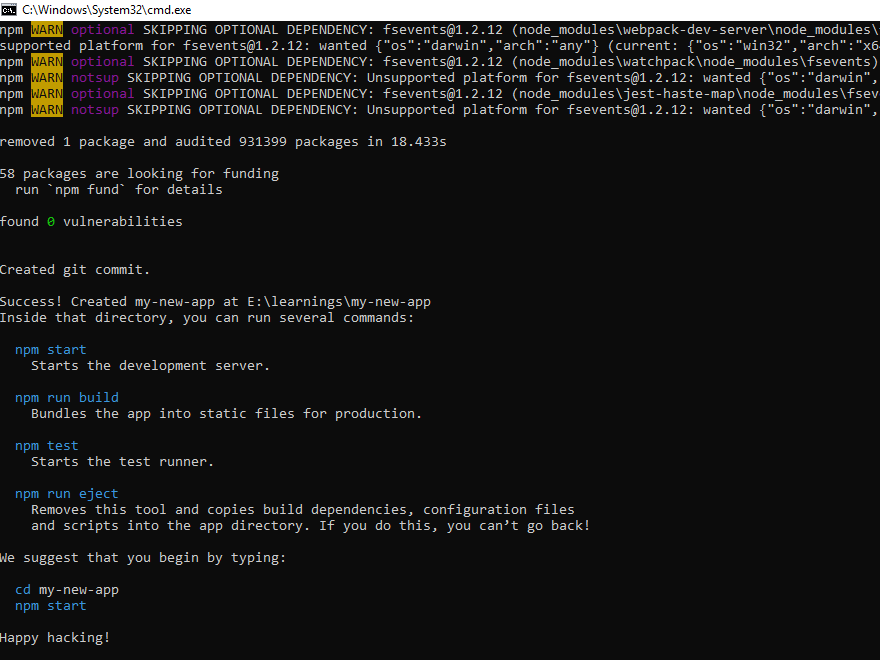 C:\Windows\System32\cmd.exe
npm WARN optional SKIPPING OPTIONAL DEPENDENCY: fsevents@1.2.12 (node_modules\webpack-dev-server\node_modules\
supported platform for fsevents@1.2.12: wanted {"os":"darwin","arch":"any"} (current: {"os":"win32","arch":"x6
npm WARN optional SKIPPING OPTIONAL DEPENDENCY: fsevents@1.2.12 (node_modules\watchpack\node_modules\fsevents)
npm WARN notsup SKIPPING OPTIONAL DEPENDENCY: Unsupported platform for fsevents@1.2.12: wanted {"os":"darwin",
npm WARN optional SKIPPING OPTIONAL DEPENDENCY: fsevents@1.2.12 (node_modules\jest-haste-map\node_modules\fsev
npm WARN notsup SKIPPING OPTIONAL DEPENDENCY: Unsupported platform for fsevents@1.2.12: wanted {"os":"darwin",
removed 1 package and audited 931399 packages in 18.433s
58 packages are looking for funding
run `npm fund` for details
found 0 vulnerabilities
Created git commit.
Success! Created my-new-app at E:\learnings\my-new-app
Inside that directory, you can run several commands:
npm start
Starts the development server.
npm run build
Bundles the app into static files for production.
npm test
Starts the test runner.
npm run eject
Removes this tool and copies build dependencies, configuration files
and scripts into the app directory. If you do this, you can’t go back!
We suggest that you begin by typing:
cd my-new-app
npm start
Happy hacking!